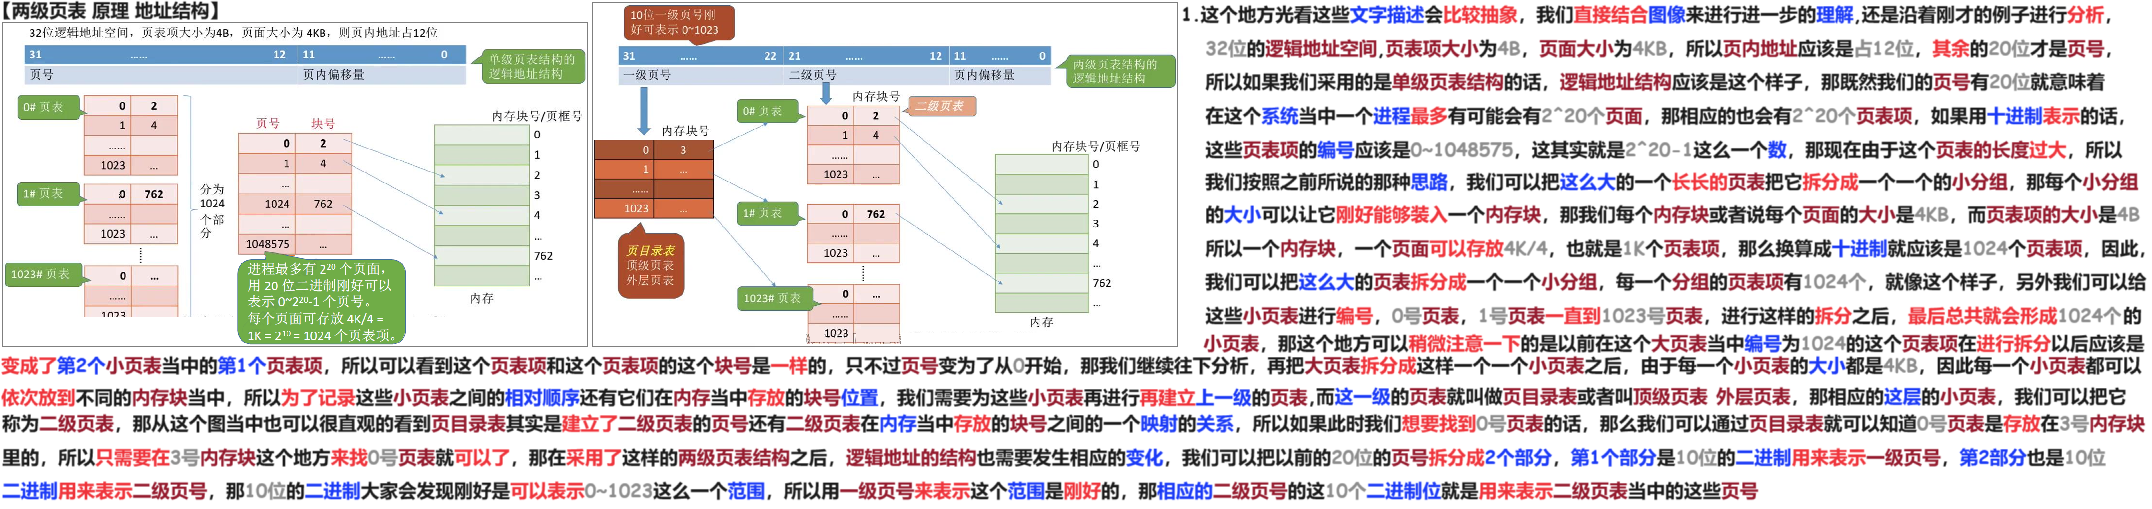 【两级页表 原理 地址结构】
32位逻辑地址空间，页表项大小为4B，页面大小为 4KB，则页内地址占12位
31 …… 12 11 0
页号 页内偏移量
单级页表结构的
逻辑地址结构
0# 页表
0 2
1 4
……
1023 ...
1# 页表
0 762
……
1023 ...
1023# 页表
0 ...
……
1023
分为
1024
个部
分
页号 块号
0 2
1 4
...
1024 762
...
1048575 ...
进程最多有 2²⁰ 个页面，
用 20 位二进制刚好可以
表示 0~2²⁰-1 个页号。
每个页面可存放 4K/4 =
1K = 2¹⁰ = 1024 个页表项。
内存块号/页框号
0
1
2
3
4
...
762
...
内存
10位一级页号刚
好可表示 0~1023
31 …… 22 21 …… 12 11 …… 0
一级页号 二级页号 页内偏移量
两级页表结构的
逻辑地址结构
内存块号
0 3
1 ...
……
1023 ...
页目录表
顶级页表
外层页表
内存块号
二级页表
0# 页表
0 2
1 4
……
1023 ...
1# 页表
0 762
……
1023 ...
1023# 页表
0 ...
……
1023
内存块号/页框号
0
1
2
3
4
...
762
...
内存
1.这个地方光看这些文字描述会比较抽象，我们直接结合图像来进行进一步的理解,还是沿着刚才的例子进行分析，
32位的逻辑地址空间,页表项大小为4B，页面大小为4KB，所以页内地址应该是占12位，其余的20位才是页号，
所以如果我们采用的是单级页表结构的话，逻辑地址结构应该是这个样子，那既然我们的页号有20位就意味着
在这个系统当中一个进程最多有可能会有2^20个页面，那相应的也会有2^20个页表项，如果用十进制表示的话，
这些页表项的编号应该是0~1048575，这其实就是2^20-1这么一个数，那现在由于这个页表的长度过大，所以
我们按照之前所说的那种思路，我们可以把这么大的一个长长的页表把它拆分成一个一个的小分组，那每个小分组
的大小可以让它刚好能够装入一个内存块，那我们每个内存块或者说每个页面的大小是4KB，而页表项的大小是4B
所以一个内存块，一个页面可以存放4K/4，也就是1K个页表项，那么换算成十进制就应该是1024个页表项，因此，
我们可以把这么大的页表拆分成一个一个小分组，每一个分组的页表项有1024个，就像这个样子，另外我们可以给
这些小页表进行编号，0号页表，1号页表一直到1023号页表，进行这样的拆分之后，最后总共就会形成1024个的
小页表，那这个地方可以稍微注意一下的是以前在这个大页表当中编号为1024的这个页表项在进行拆分以后应该是
变成了第2个小页表当中的第1个页表项，所以可以看到这个页表项和这个页表项的这个块号是一样的，只不过页号变为了从0开始，那我们继续往下分析，再把大页表拆分成这样一个一个小页表之后，由于每一个小页表的大小都是4KB，因此每一个小页表都可以
依次放到不同的内存块当中，所以为了记录这些小页表之间的相对顺序还有它们在内存当中存放的块号位置，我们需要为这些小页表再进行再建立上一级的页表,而这一级的页表就叫做页目录表或者叫顶级页表 外层页表，那相应的这层的小页表，我们可以把它
称为二级页表，那从这个图当中也可以很直观的看到页目录表其实是建立了二级页表的页号还有二级页表在内存当中存放的块号之间的一个映射的关系，所以如果此时我们想要找到0号页表的话，那么我们可以通过页目录表就可以知道0号页表是存放在3号内存块
里的，所以只需要在3号内存块这个地方来找0号页表就可以了，那在采用了这样的两级页表结构之后，逻辑地址的结构也需要发生相应的变化，我们可以把以前的20位的页号拆分成2个部分，第1个部分是10位的二进制用来表示一级页号，第2部分也是10位
二进制用来表示二级页号，那10位的二进制大家会发现刚好是可以表示0~1023这么一个范围，所以用一级页号来表示这个范围是刚好的，那相应的二级页号的这10个二进制位就是用来表示二级页表当中的这些页号